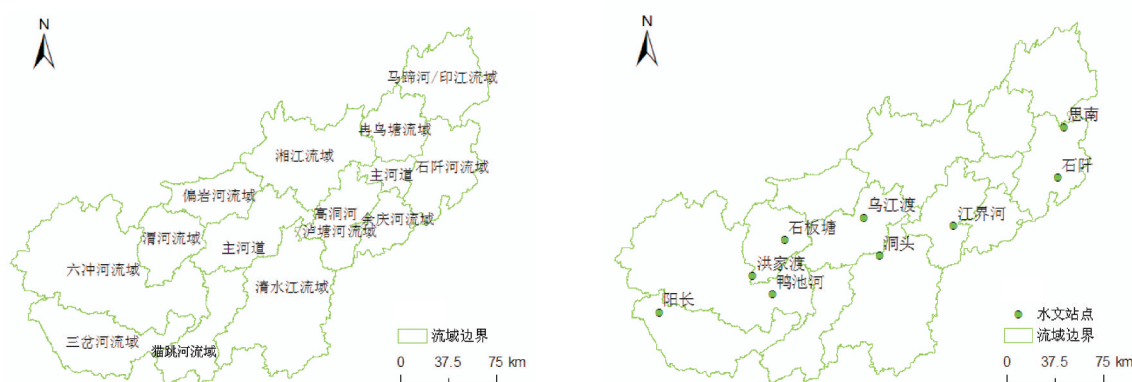 N
马蹄河/印江流域
冉乌塘流域
湘江流域
石阡河流域
主河道
偏岩河流域
高洞河
余庆河流域
泸塘河流域
渭河流域
主河道
六冲河流域
清水江流域
三岔河流域
猫跳河流域
流域边界
0 37.5 75 km
N
思南
石阡
乌江渡
江界河
石板塘
洞头
洪家渡
鸭池河
阳长
水文站点
流域边界
0 37.5 75 km